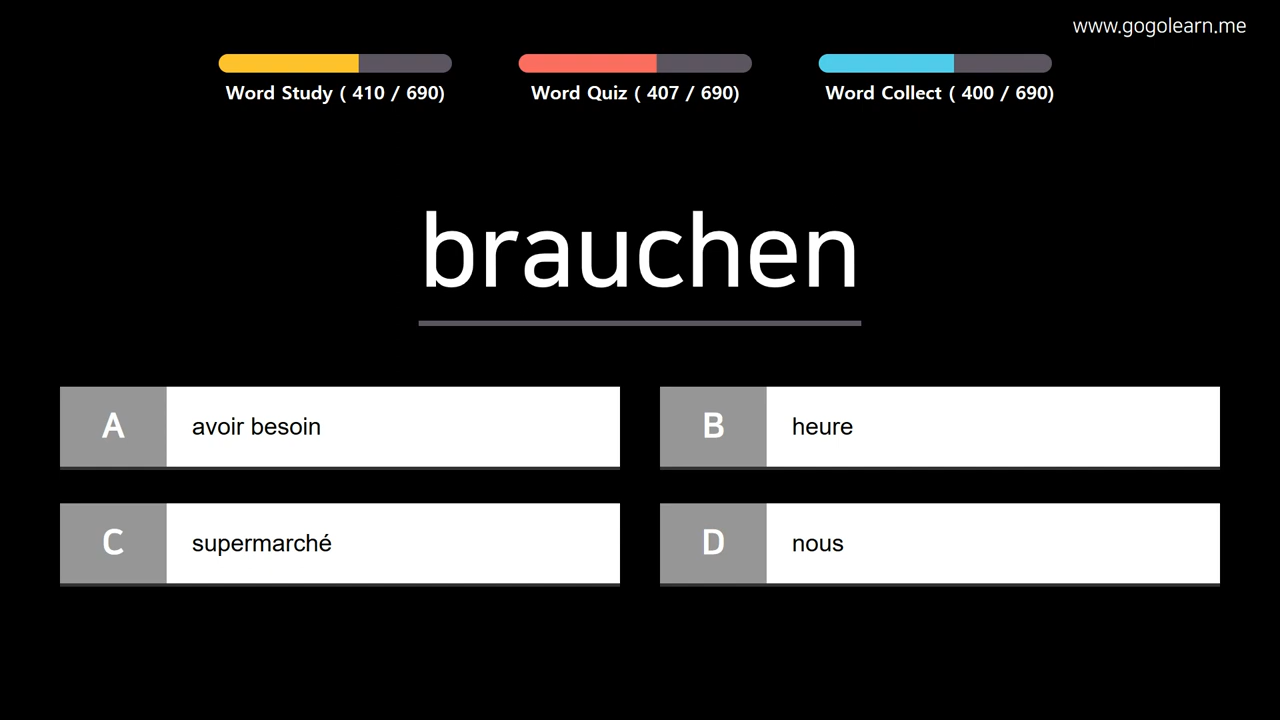 www.gogolearn.me
Word Study ( 410 / 690)
Word Quiz ( 407 / 690)
Word Collect ( 400 / 690)
brauchen
A avoir besoin
B heure
C supermarché
D nous